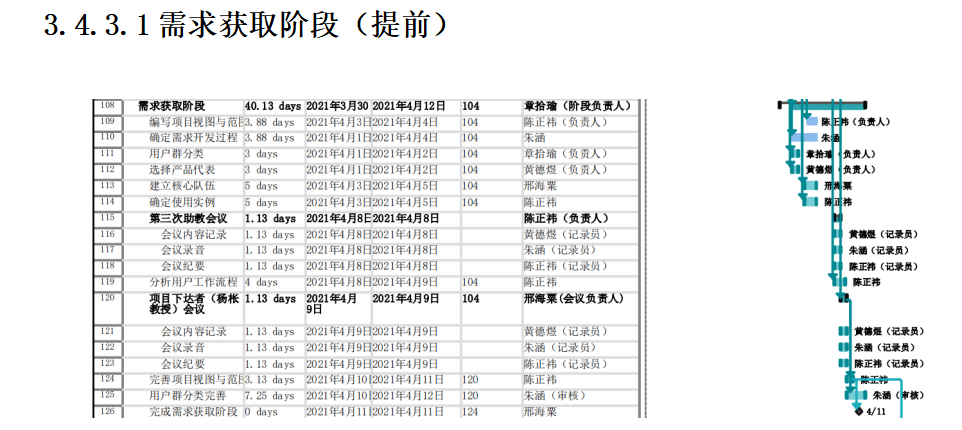 3.4.3.1 需求获取阶段（提前）
108 需求获取阶段 40.13 days 2021年3月30 2021年4月12日 104 章拾瑜（阶段负责人）
109 编写项目视图与范围 3.88 days 2021年4月3日 2021年4月4日 104 陈正祎（负责人） 陈正祎（负责人）
110 确定需求开发过程 3.88 days 2021年4月1日 2021年4月4日 104 朱涵 朱涵
111 用户群分类 3 days 2021年4月1日 2021年4月2日 104 章拾瑜（负责人） 章拾瑜（负责人）
112 选择产品代表 3 days 2021年4月1日 2021年4月2日 104 黄德煜（负责人） 黄德煜（负责人）
113 建立核心队伍 5 days 2021年4月3日 2021年4月5日 104 邢海粟 邢海粟
114 确定使用实例 5 days 2021年4月3日 2021年4月5日 104 陈正祎 陈正祎
115 第三次助教会议 1.13 days 2021年4月8日 2021年4月8日 陈正祎（负责人）
116 会议内容记录 1.13 days 2021年4月8日 2021年4月8日 黄德煜（记录员） 黄德煜（记录员）
117 会议录音 1.13 days 2021年4月8日 2021年4月8日 朱涵（记录员） 朱涵（记录员）
118 会议纪要 1.13 days 2021年4月8日 2021年4月8日 陈正祎（记录员） 陈正祎（记录员）
119 分析用户工作流程 4 days 2021年4月8日 2021年4月9日 104 陈正祎 陈正祎
120 项目下达者（杨枨 1.13 days 2021年4月 2021年4月9日 104 邢海粟(会议负责人)
教授）会议 9日
121 会议内容记录 1.13 days 2021年4月9日 2021年4月9日 黄德煜（记录员） 黄德煜（记录员）
122 会议录音 1.13 days 2021年4月9日 2021年4月9日 朱涵（记录员） 朱涵（记录员）
123 会议纪要 1.13 days 2021年4月9日 2021年4月9日 陈正祎（记录员） 陈正祎（记录员）
124 完善项目视图与范围 3.13 days 2021年4月10 2021年4月11日 120 陈正祎 陈正祎
125 用户群分类完善 7.25 days 2021年4月10 2021年4月12日 120 朱涵（审核） 朱涵（审核）
126 完成需求获取阶段 0 days 2021年4月11 2021年4月11日 124 邢海粟 4/11